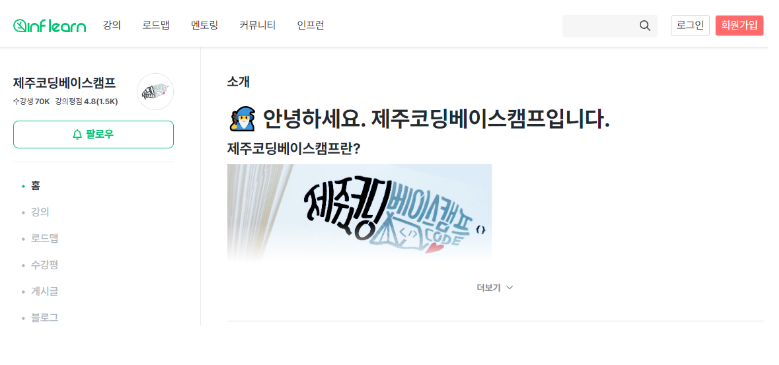 inflearn 강의 로드맵 멘토링 커뮤니티 인프런 로그인 회원가입
제주코딩베이스캠프
수강생 70K 강의평점 4.8(1.5K)
팔로우
홈
강의
로드맵
수강평
게시글
블로그
소개
안녕하세요. 제주코딩베이스캠프입니다.
제주코딩베이스캠프란?
제주코딩베이스캠프
</> CODE {}
더보기